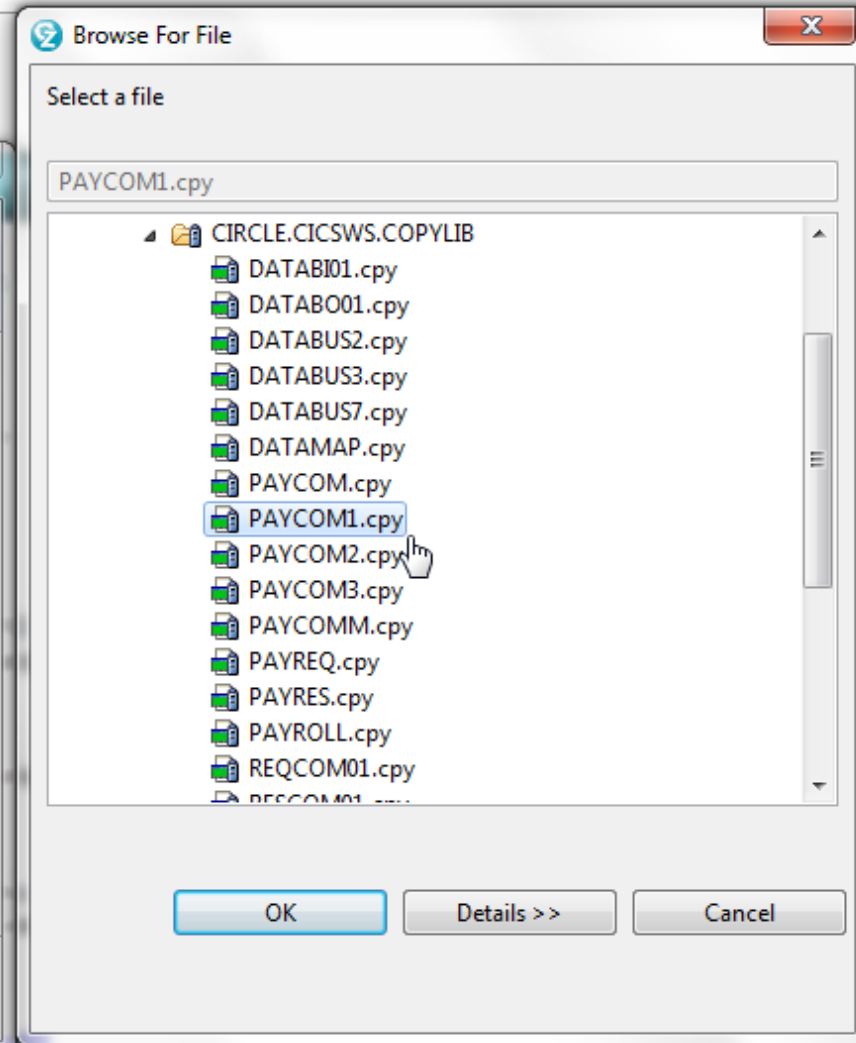 Browse For File
Select a file
PAYCOM1.cpy
CIRCLE.CICSWS.COPYLIB
DATABI01.cpy
DATABO01.cpy
DATABUS2.cpy
DATABUS3.cpy
DATABUS7.cpy
DATAMAP.cpy
PAYCOM.cpy
PAYCOM1.cpy
PAYCOM2.cpy
PAYCOM3.cpy
PAYCOMM.cpy
PAYREQ.cpy
PAYRES.cpy
PAYROLL.cpy
REQCOM01.cpy
OK Details >> Cancel